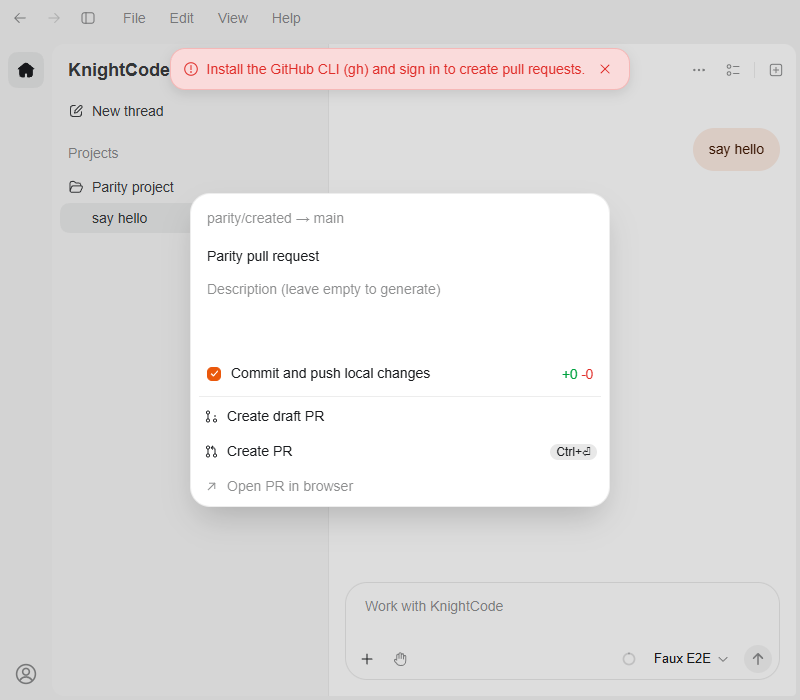 File Edit View Help
KnightCode
Install the GitHub CLI (gh) and sign in to create pull requests.
New thread
say hello
Projects
Parity project
say hello
parity/created → main
Parity pull request
Description (leave empty to generate)
Commit and push local changes +0 -0
Create draft PR
Create PR Ctrl+⏎
Open PR in browser
Work with KnightCode
Faux E2E